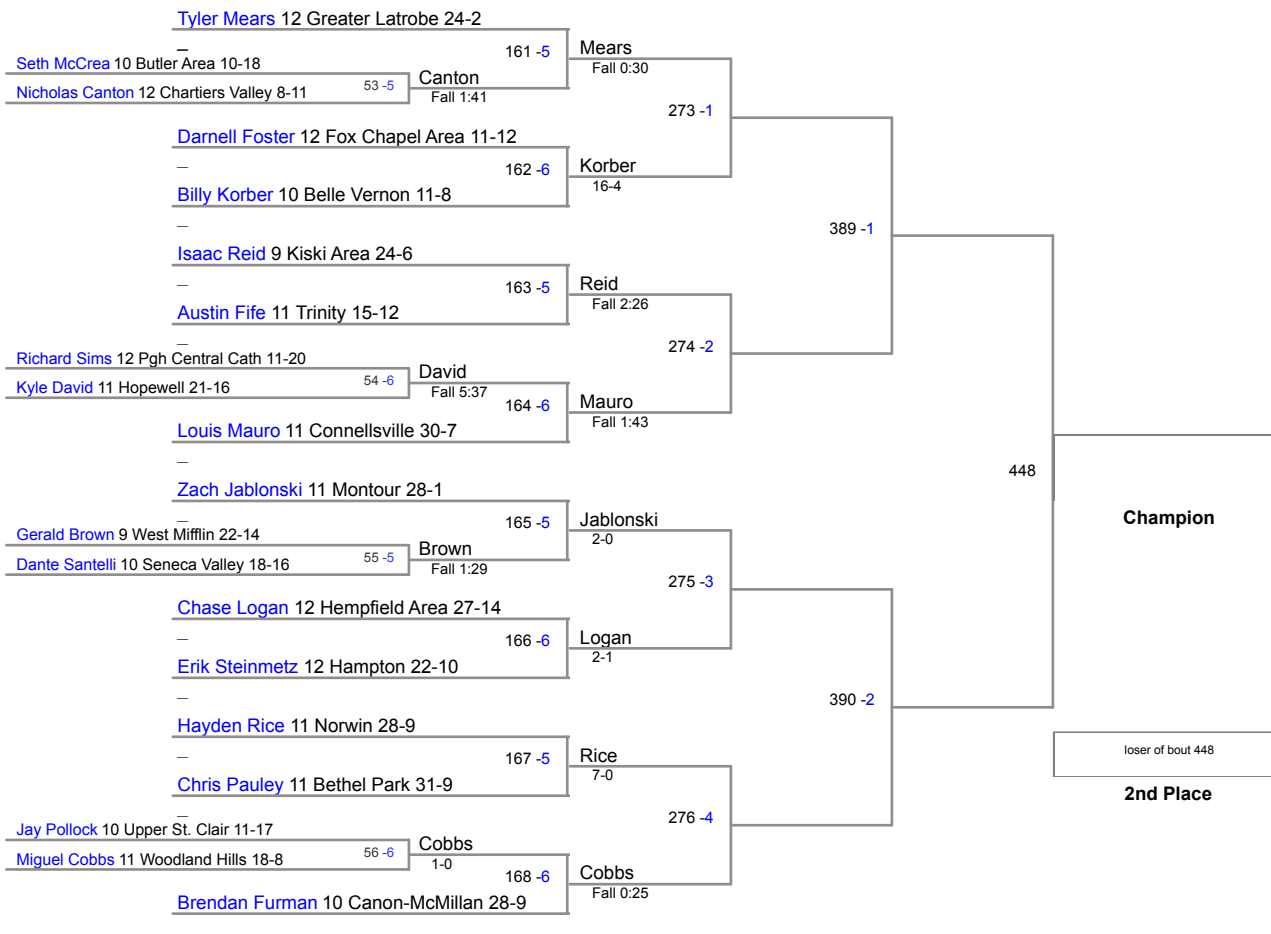 Tyler Mears 12 Greater Latrobe 24-2
_
161 -5
Mears
Fall 0:30
Seth McCrea 10 Butler Area 10-18
Nicholas Canton 12 Chartiers Valley 8-11
53 -5
Canton
Fall 1:41
273 -1
Darnell Foster 12 Fox Chapel Area 11-12
_
162 -6
Korber
16-4
Billy Korber 10 Belle Vernon 11-8
_
389 -1
Isaac Reid 9 Kiski Area 24-6
_
163 -5
Reid
Fall 2:26
Austin Fife 11 Trinity 15-12
_
274 -2
Richard Sims 12 Pgh Central Cath 11-20
Kyle David 11 Hopewell 21-16
54 -6
David
Fall 5:37
164 -6
Mauro
Fall 1:43
Louis Mauro 11 Connellsville 30-7
_
448
Zach Jablonski 11 Montour 28-1
_
165 -5
Jablonski
2-0
Champion
Gerald Brown 9 West Mifflin 22-14
Dante Santelli 10 Seneca Valley 18-16
55 -5
Brown
Fall 1:29
275 -3
Chase Logan 12 Hempfield Area 27-14
_
166 -6
Logan
2-1
Erik Steinmetz 12 Hampton 22-10
_
390 -2
Hayden Rice 11 Norwin 28-9
_
167 -5
Rice
7-0
loser of bout 448
2nd Place
Chris Pauley 11 Bethel Park 31-9
_
276 -4
Jay Pollock 10 Upper St. Clair 11-17
Miguel Cobbs 11 Woodland Hills 18-8
56 -6
Cobbs
1-0
168 -6
Cobbs
Fall 0:25
Brendan Furman 10 Canon-McMillan 28-9